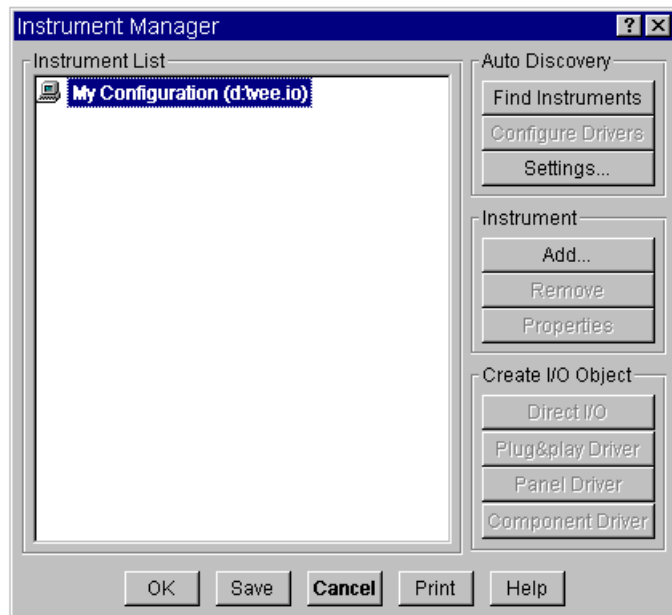 Instrument Manager
Instrument List
My Configuration (d:\vee.io)
Auto Discovery
Find Instruments
Configure Drivers
Settings...
Instrument
Add...
Remove
Properties
Create I/O Object
Direct I/O
Plug&play Driver
Panel Driver
Component Driver
OK
Save
Cancel
Print
Help